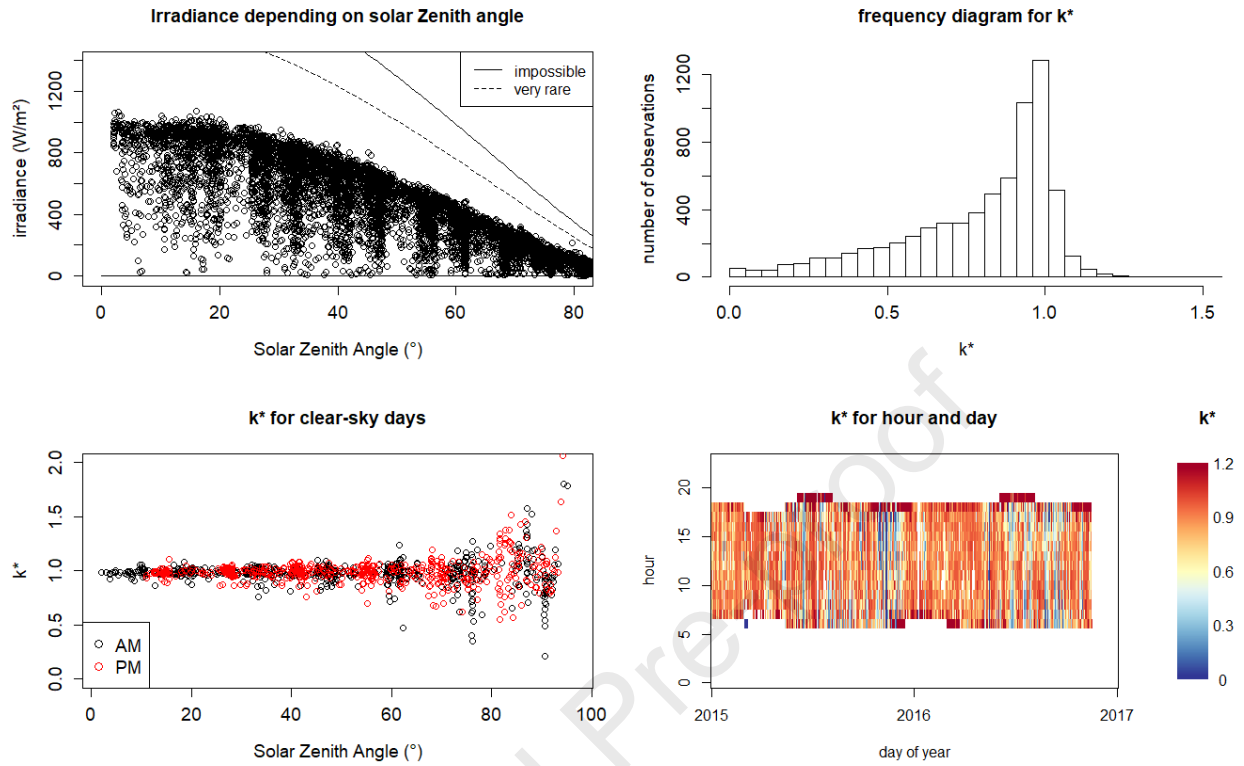 Irradiance depending on solar Zenith angle
irradiance (W/m²)
0 400 800 1200
impossible
very rare
0 20 40 60 80
Solar Zenith Angle (°)
frequency diagram for k*
number of observations
0 400 800 1200
0.0 0.5 1.0 1.5
k*
k* for clear-sky days
k*
0.0 0.5 1.0 1.5 2.0
AM
PM
0 20 40 60 80 100
Solar Zenith Angle (°)
k* for hour and day
hour
0 5 10 15 20
2015 2016 2017
day of year
k*
1.2
0.9
0.6
0.3
0
Pre proof